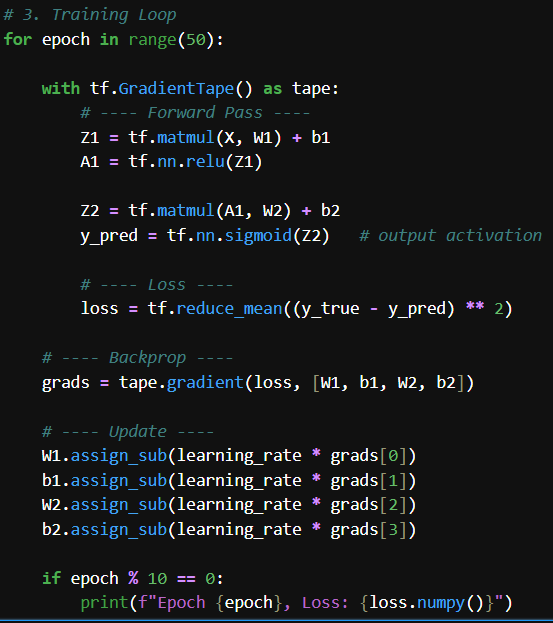 # 3. Training Loop
for epoch in range(50):
with tf.GradientTape() as tape:
# ---- Forward Pass ----
Z1 = tf.matmul(X, W1) + b1
A1 = tf.nn.relu(Z1)
Z2 = tf.matmul(A1, W2) + b2
y_pred = tf.nn.sigmoid(Z2)   # output activation
# ---- Loss ----
loss = tf.reduce_mean((y_true - y_pred) ** 2)
# ---- Backprop ----
grads = tape.gradient(loss, [W1, b1, W2, b2])
# ---- Update ----
W1.assign_sub(learning_rate * grads[0])
b1.assign_sub(learning_rate * grads[1])
W2.assign_sub(learning_rate * grads[2])
b2.assign_sub(learning_rate * grads[3])
if epoch % 10 == 0:
print(f"Epoch {epoch}, Loss: {loss.numpy()}")